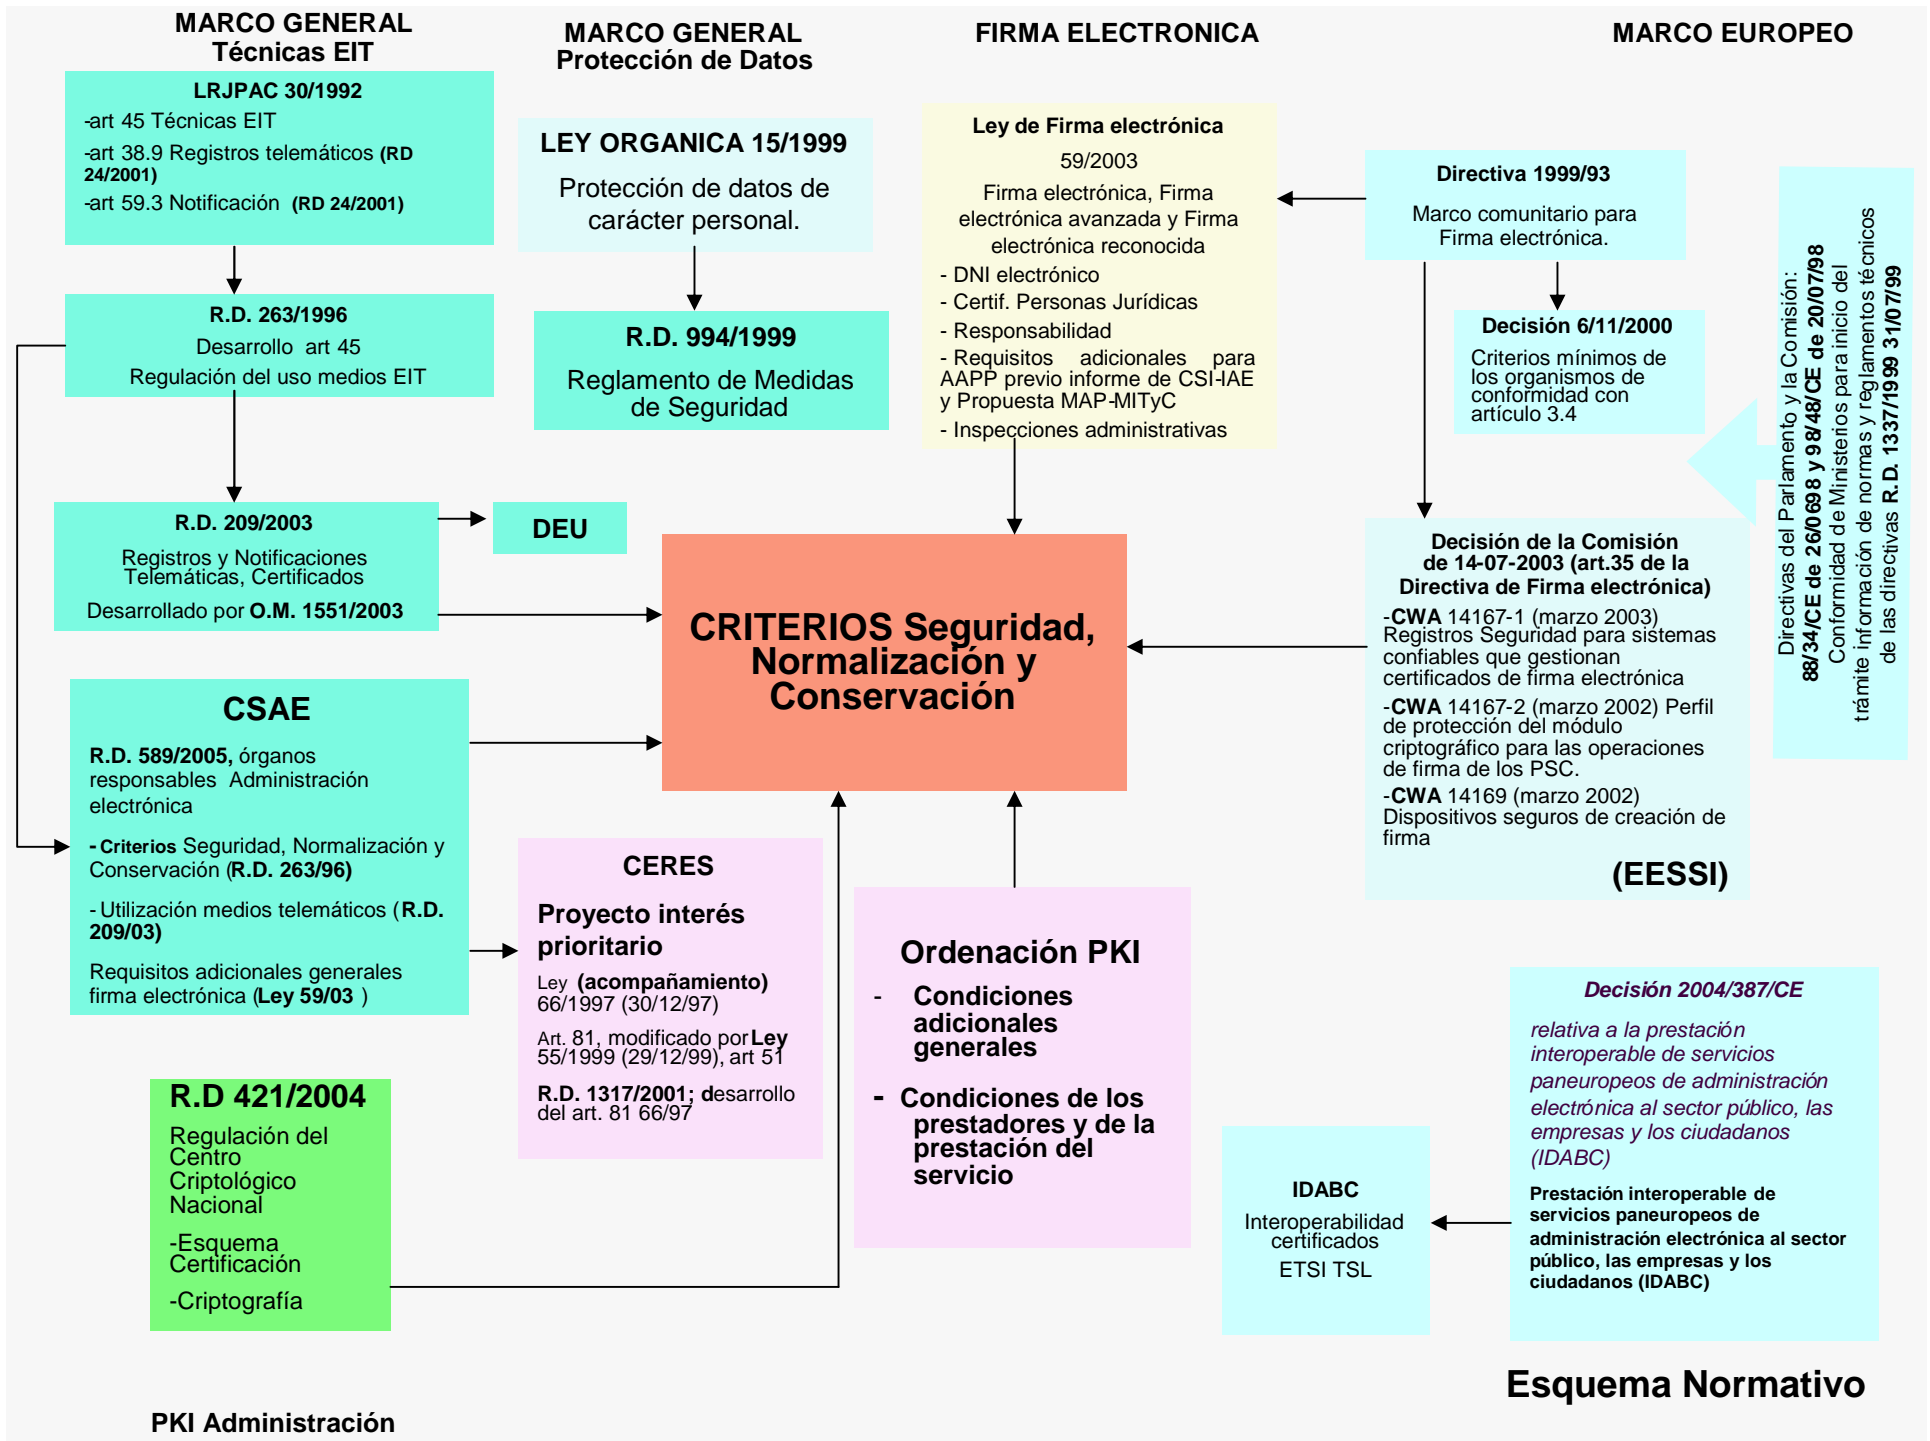 MARCO GENERAL
Técnicas EIT
MARCO GENERAL
Protección de Datos
FIRMA ELECTRONICA
MARCO EUROPEO
LRJPAC 30/1992
-art 45 Técnicas EIT
-art 38.9 Registros telemáticos (RD
24/2001)
-art 59.3 Notificación (RD 24/2001)
R.D. 263/1996
Desarrollo art 45
Regulación del uso medios EIT
R.D. 209/2003
Registros y Notificaciones
Telemáticas, Certificados
Desarrollado por O.M. 1551/2003
DEU
CSAE
R.D. 589/2005, órganos
responsables Administración
electrónica
- Criterios Seguridad, Normalización y
Conservación (R.D. 263/96)
- Utilización medios telemáticos (R.D.
209/03)
Requisitos adicionales generales
firma electrónica (Ley 59/03 )
R.D 421/2004
Regulación del
Centro
Criptológico
Nacional
-Esquema
Certificación
-Criptografía
LEY ORGANICA 15/1999
Protección de datos de
carácter personal.
R.D. 994/1999
Reglamento de Medidas
de Seguridad
Ley de Firma electrónica
59/2003
Firma electrónica, Firma
electrónica avanzada y Firma
electrónica reconocida
- DNI electrónico
- Certif. Personas Jurídicas
- Responsabilidad
- Requisitos adicionales para
AAPP previo informe de CSI-IAE
y Propuesta MAP-MITyC
- Inspecciones administrativas
CRITERIOS Seguridad,
Normalización y
Conservación
CERES
Proyecto interés
prioritario
Ley (acompañamiento)
66/1997 (30/12/97)
Art. 81, modificado por Ley
55/1999 (29/12/99), art 51
R.D. 1317/2001; desarrollo
del art. 81 66/97
Ordenación PKI
- Condiciones
adicionales
generales
- Condiciones de los
prestadores y de la
prestación del
servicio
Directiva 1999/93
Marco comunitario para
Firma electrónica.
Decisión 6/11/2000
Criterios mínimos de
los organismos de
conformidad con
artículo 3.4
Decisión de la Comisión
de 14-07-2003 (art.35 de la
Directiva de Firma electrónica)
-CWA 14167-1 (marzo 2003)
Registros Seguridad para sistemas
confiables que gestionan
certificados de firma electrónica
-CWA 14167-2 (marzo 2002) Perfil
de protección del módulo
criptográfico para las operaciones
de firma de los PSC.
-CWA 14169 (marzo 2002)
Dispositivos seguros de creación de
firma
(EESSI)
Directivas del Parlamento y la Comisión:
88/34/CE de 26/0698 y 98/48/CE de 20/07/98
Conformidad de Ministerios para inicio del
trámite información de normas y reglamentos técnicos
de las directivas R.D. 1337/1999 31/07/99
Decisión 2004/387/CE
relativa a la prestación
interoperable de servicios
paneuropeos de administración
electrónica al sector público, las
empresas y los ciudadanos
(IDABC)
Prestación interoperable de
servicios paneuropeos de
administración electrónica al sector
público, las empresas y los
ciudadanos (IDABC)
IDABC
Interoperabilidad
certificados
ETSI TSL
Esquema Normativo
PKI Administración